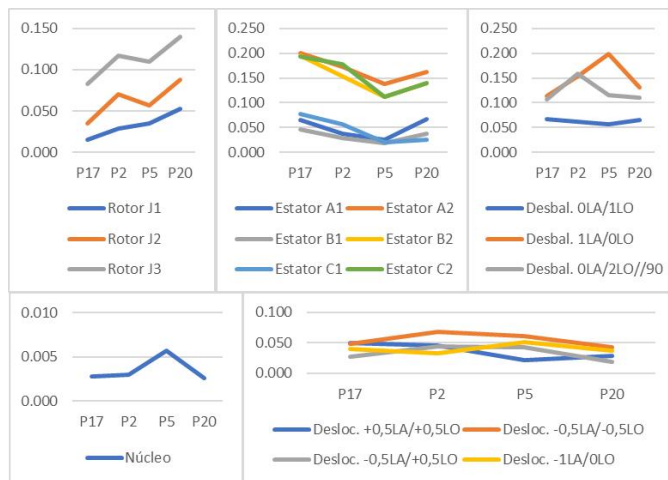 0.150
0.100
0.050
0.000
P17 P2 P5 P20
Rotor J1
Rotor J2
Rotor J3
0.250
0.200
0.150
0.100
0.050
0.000
P17 P2 P5 P20
Estator A1 Estator A2
Estator B1 Estator B2
Estator C1 Estator C2
0.250
0.200
0.150
0.100
0.050
0.000
P17 P2 P5 P20
Desbal. 0LA/1LO
Desbal. 1LA/0LO
Desbal. 0LA/2LO//90
0.010
0.005
0.000
P17 P2 P5 P20
Núcleo
0.100
0.050
0.000
P17 P2 P5 P20
Desloc. +0,5LA/+0,5LO Desloc. -0,5LA/-0,5LO
Desloc. -0,5LA/+0,5LO Desloc. -1LA/0LO